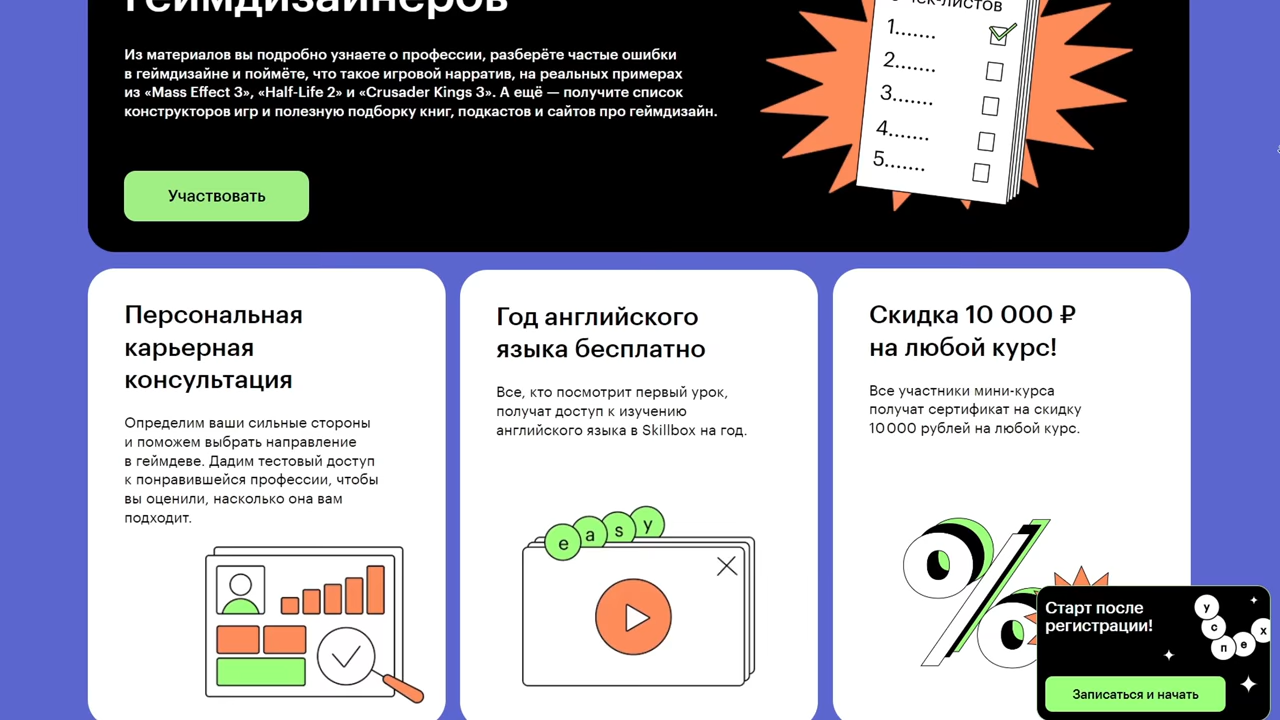 геймдизайнеров
Из материалов вы подробно узнаете о профессии, разберёте частые ошибки
в геймдизайне и поймёте, что такое игровой нарратив, на реальных примерах
из «Mass Effect 3», «Half-Life 2» и «Crusader Kings 3». А ещё — получите список
конструкторов игр и полезную подборку книг, подкастов и сайтов про геймдизайн.
Участвовать
чек-листов
1.......
2.......
3.......
4.......
5.......
Персональная
карьерная
консультация
Определим ваши сильные стороны
и поможем выбрать направление
в геймдеве. Дадим тестовый доступ
к понравившейся профессии, чтобы
вы оценили, насколько она вам
подходит.
Год английского
языка бесплатно
Все, кто посмотрит первый урок,
получат доступ к изучению
английского языка в Skillbox на год.
easy
Скидка 10 000 ₽
на любой курс!
Все участники мини-курса
получат сертификат на скидку
10 000 рублей на любой курс.
%
Старт после
регистрации!
успех
Записаться и начать